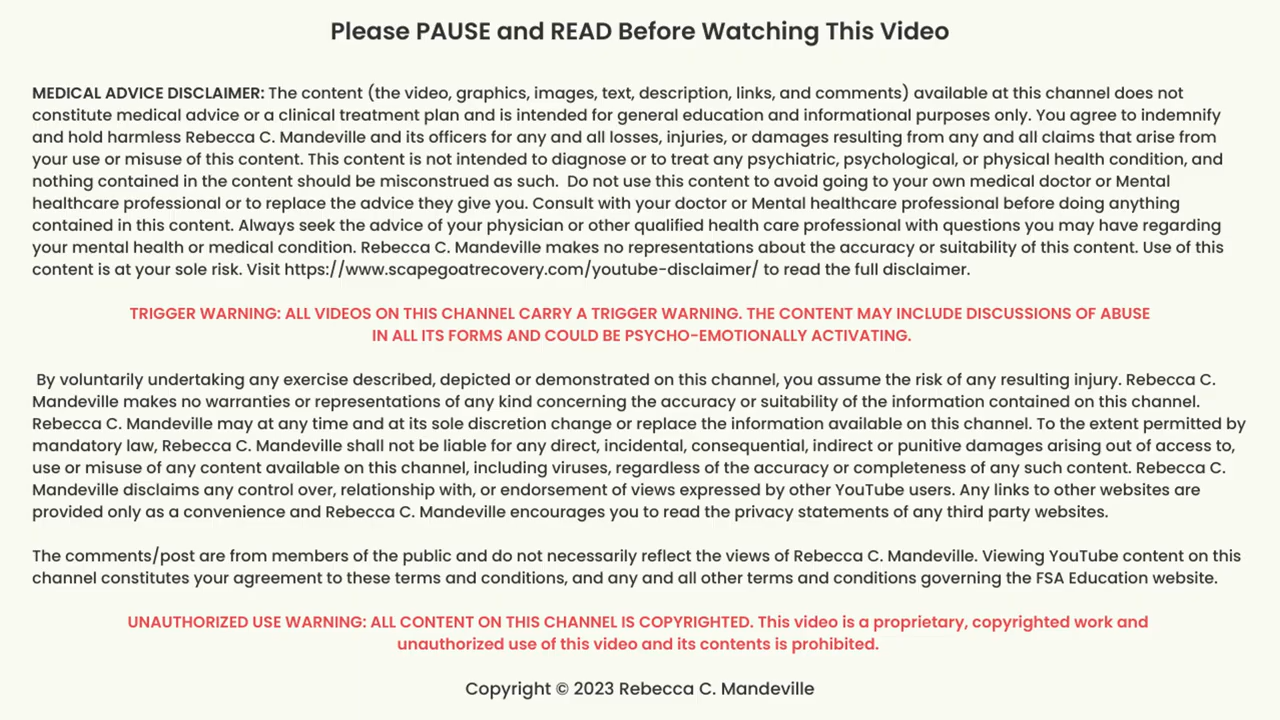 Please PAUSE and READ Before Watching This Video
MEDICAL ADVICE DISCLAIMER: The content (the video, graphics, images, text, description, links, and comments) available at this channel does not
constitute medical advice or a clinical treatment plan and is intended for general education and informational purposes only. You agree to indemnify
and hold harmless Rebecca C. Mandeville and its officers for any and all losses, injuries, or damages resulting from any and all claims that arise from
your use or misuse of this content. This content is not intended to diagnose or to treat any psychiatric, psychological, or physical health condition, and
nothing contained in the content should be misconstrued as such.  Do not use this content to avoid going to your own medical doctor or Mental
healthcare professional or to replace the advice they give you. Consult with your doctor or Mental healthcare professional before doing anything
contained in this content. Always seek the advice of your physician or other qualified health care professional with questions you may have regarding
your mental health or medical condition. Rebecca C. Mandeville makes no representations about the accuracy or suitability of this content. Use of this
content is at your sole risk. Visit https://www.scapegoatrecovery.com/youtube-disclaimer/ to read the full disclaimer.
TRIGGER WARNING: ALL VIDEOS ON THIS CHANNEL CARRY A TRIGGER WARNING. THE CONTENT MAY INCLUDE DISCUSSIONS OF ABUSE
IN ALL ITS FORMS AND COULD BE PSYCHO-EMOTIONALLY ACTIVATING.
By voluntarily undertaking any exercise described, depicted or demonstrated on this channel, you assume the risk of any resulting injury. Rebecca C.
Mandeville makes no warranties or representations of any kind concerning the accuracy or suitability of the information contained on this channel.
Rebecca C. Mandeville may at any time and at its sole discretion change or replace the information available on this channel. To the extent permitted by
mandatory law, Rebecca C. Mandeville shall not be liable for any direct, incidental, consequential, indirect or punitive damages arising out of access to,
use or misuse of any content available on this channel, including viruses, regardless of the accuracy or completeness of any such content. Rebecca C.
Mandeville disclaims any control over, relationship with, or endorsement of views expressed by other YouTube users. Any links to other websites are
provided only as a convenience and Rebecca C. Mandeville encourages you to read the privacy statements of any third party websites.
The comments/post are from members of the public and do not necessarily reflect the views of Rebecca C. Mandeville. Viewing YouTube content on this
channel constitutes your agreement to these terms and conditions, and any and all other terms and conditions governing the FSA Education website.
UNAUTHORIZED USE WARNING: ALL CONTENT ON THIS CHANNEL IS COPYRIGHTED. This video is a proprietary, copyrighted work and
unauthorized use of this video and its contents is prohibited.
Copyright © 2023 Rebecca C. Mandeville